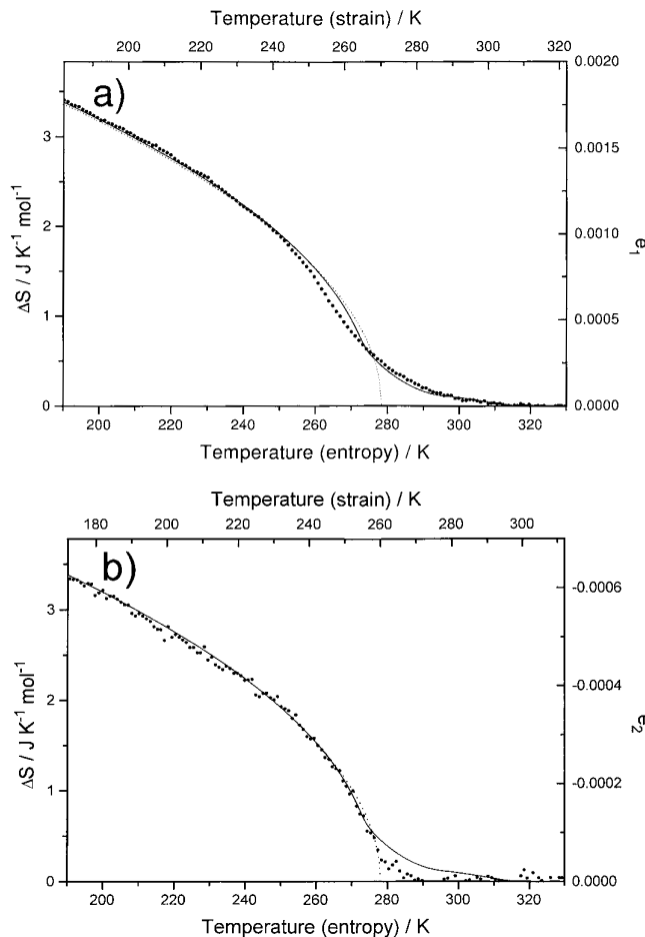 Temperature (strain) / K
200 220 240 260 280 300 320
a)
0.0020
3
0.0015
ΔS / J K⁻¹ mol⁻¹
2
0.0010
e₁
1
0.0005
0
0.0000
200 220 240 260 280 300 320
Temperature (entropy) / K
Temperature (strain) / K
180 200 220 240 260 280 300
b)
3
-0.0006
ΔS / J K⁻¹ mol⁻¹
2
-0.0004
e₂
1
-0.0002
0
0.0000
200 220 240 260 280 300 320
Temperature (entropy) / K